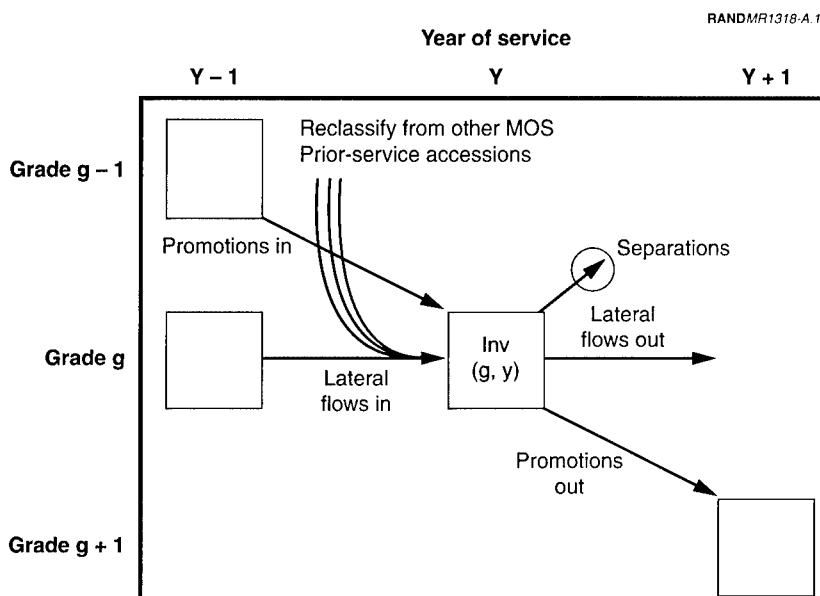 RANDMR1318-A.1
Year of service
Y – 1
Y
Y + 1
Reclassify from other MOS
Prior-service accessions
Grade g – 1
Promotions in
Separations
Lateral
flows out
Grade g
Inv
(g, y)
Lateral
flows in
Promotions
out
Grade g + 1